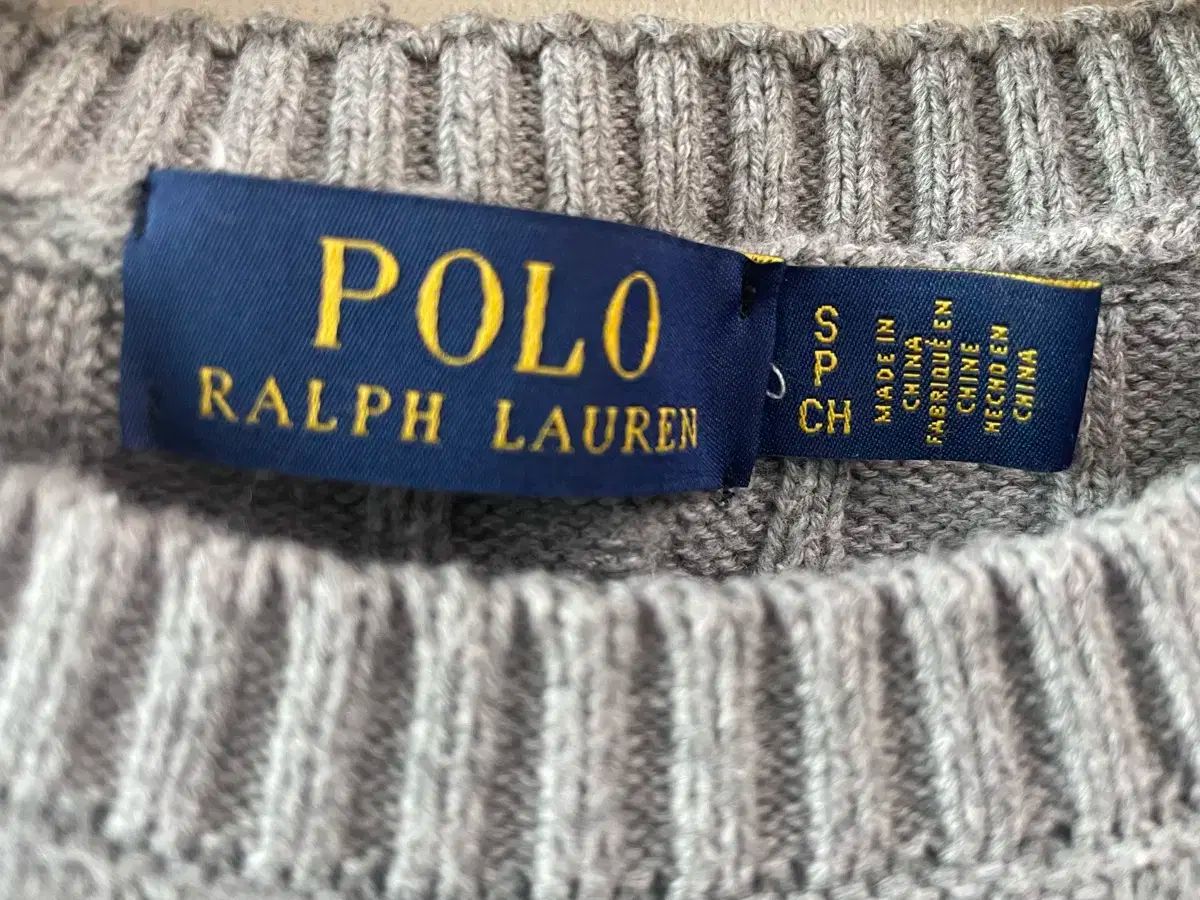 POLO
RALPH LAUREN
S
P
CH
MADE IN
CHINA
FABRIQUÉ EN
CHINE
HECHO EN
CHINA